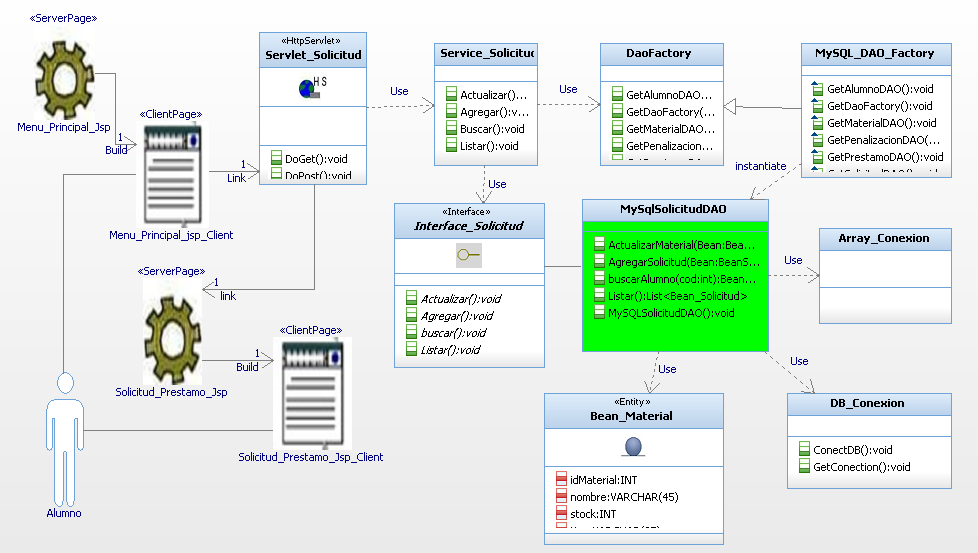 «ServerPage»
Menu_Principal_Jsp
1
Build
«ClientPage»
Menu_Principal_jsp_Client
1
Link
«HttpServlet»
Servlet_Solicitud
HS
DoGet():void
DoPost():void
Use
Service_Solicitud
Actualizar()...
Agregar():v...
Buscar():void
Listar():void
Use
DaoFactory
GetAlumnoDAO...
GetDaoFactory(...
GetMaterialDAO...
GetPenalizacion...
MySQL_DAO_Factory
GetAlumnoDAO():void
GetDaoFactory():void
GetMaterialDAO():void
GetPenalizacionDAO(...
GetPrestamoDAO():void
instantiate
Use
«Interface»
Interface_Solicitud
Actualizar():void
Agregar():void
buscar():void
Listar():void
MySqlSolicitudDAO
ActualizarMaterial(Bean:Bea...
AgregarSolicitud(Bean:BeanS...
buscarAlumno(cod:int):Bean...
Listar():List<Bean_Solicitud>
MySQLSolicitudDAO():void
Use
Array_Conexion
Use
Use
«Entity»
Bean_Material
idMaterial:INT
nombre:VARCHAR(45)
stock:INT
DB_Conexion
ConectDB():void
GetConection():void
«ServerPage»
1
link
Solicitud_Prestamo_Jsp
1
Build
«ClientPage»
Solicitud_Prestamo_Jsp_Client
Alumno